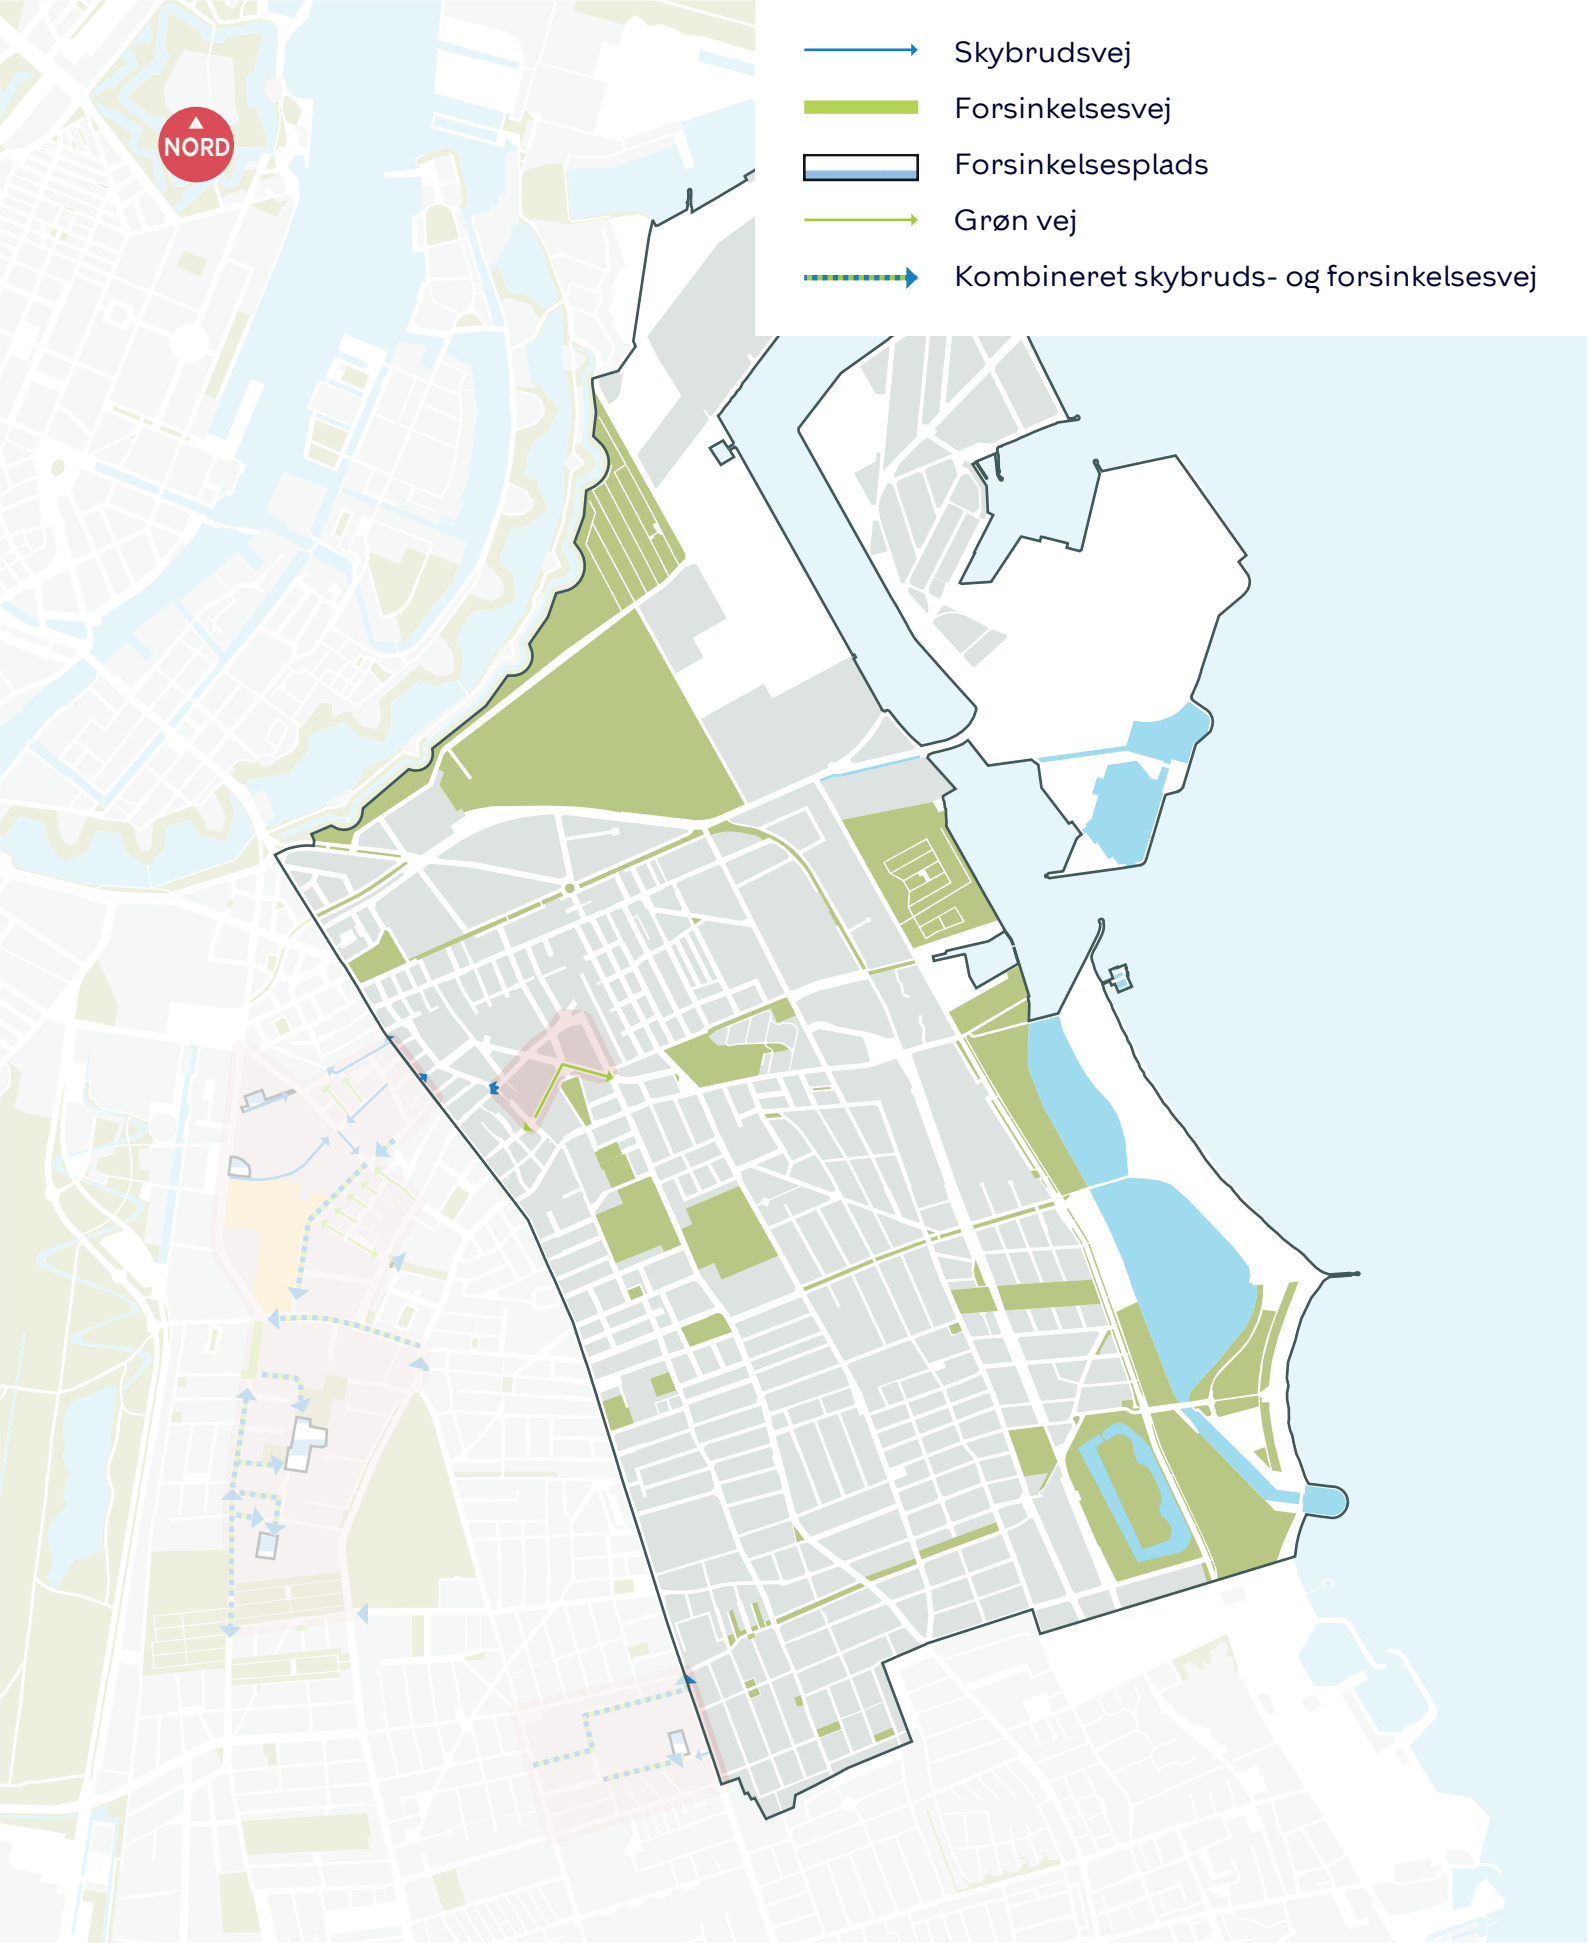 NORD
Skybrudsvej
Forsinkelsesvej
Forsinkelsesplads
Grøn vej
Kombineret skybruds- og forsinkelsesvej